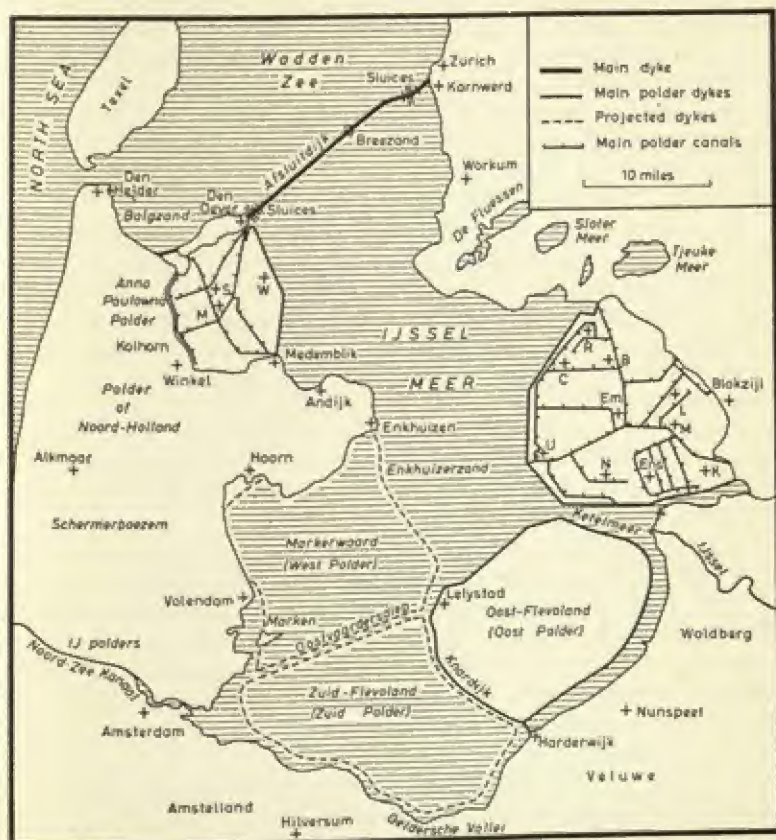 Wadden
Zee
Zurich
Sluices
Kornwerd
Texel
NORTH SEA
Breezand
Afsluitdijk
Workum
De Fluessen
Sloter
Meer
Tjeuke
Meer
Main dyke
Main polder dykes
Projected dykes
Main polder canals
10 miles
Den
Helder
Balgzand
Den
Oever
Sluices
Anna
Paulowna
Polder
S
M
W
Kolhorn
Winkel
Medemblik
IJSSEL
MEER
R
B
C
Em
L
M
U
N
Ens
K
Blokzijl
Polder
of
Noord-Holland
Andijk
Enkhuizen
Hoorn
Enkhuizerzand
Alkmaar
Schermerboezem
Ketelmeer
IJssel
Markerwaard
(West Polder)
Volendam
Marken
Oostvaardersdiep
Lelystad
Oost-Flevoland
(Oost Polder)
Woldberg
IJ polders
Noord Zee Kanaal
Knardijk
Zuid-Flevoland
(Zuid Polder)
Nunspeet
Amsterdam
Harderwijk
Veluwe
Amstelland
Hilversum
Geldersche Vallei